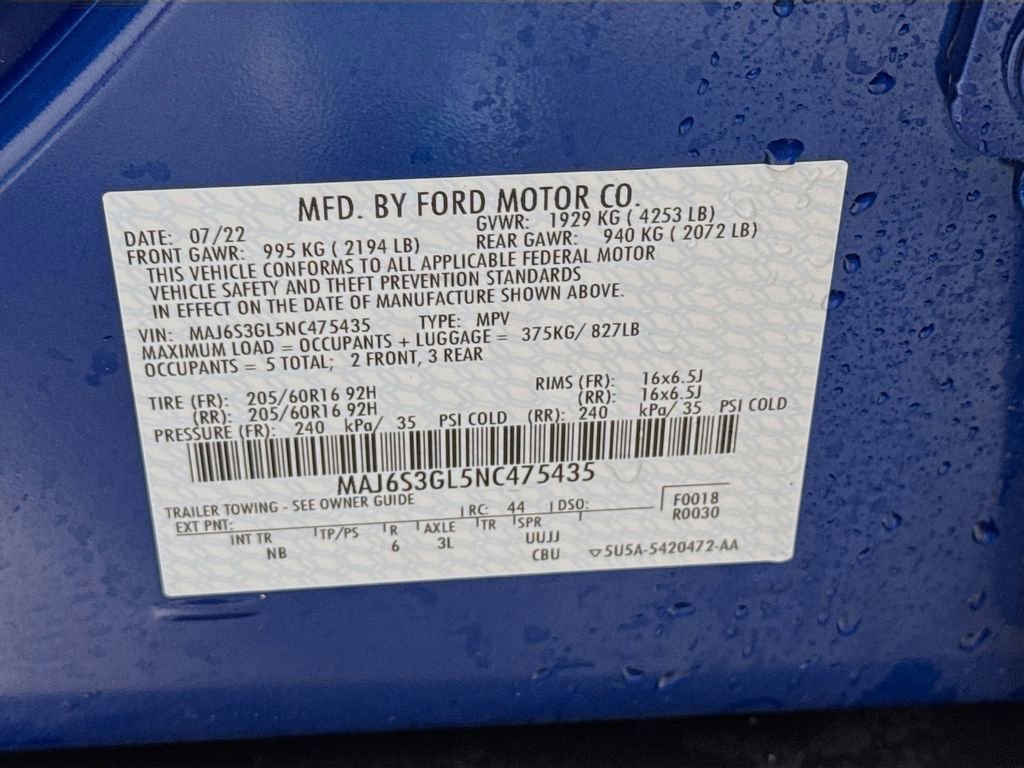 MFD. BY FORD MOTOR CO.
DATE: 07/22 GVWR: 1929 KG ( 4253 LB)
FRONT GAWR: 995 KG ( 2194 LB) REAR GAWR: 940 KG ( 2072 LB)
THIS VEHICLE CONFORMS TO ALL APPLICABLE FEDERAL MOTOR
VEHICLE SAFETY AND THEFT PREVENTION STANDARDS
IN EFFECT ON THE DATE OF MANUFACTURE SHOWN ABOVE.
VIN: MAJ6S3GL5NC475435 TYPE: MPV
MAXIMUM LOAD = OCCUPANTS + LUGGAGE = 375KG/ 827LB
OCCUPANTS = 5 TOTAL; 2 FRONT, 3 REAR
TIRE (FR): 205/60R16 92H RIMS (FR): 16x6.5J
(RR): 205/60R16 92H (RR): 16x6.5J
PRESSURE (FR): 240 kPa/ 35 PSI COLD (RR): 240 kPa/ 35 PSI COLD
MAJ6S3GL5NC475435
TRAILER TOWING - SEE OWNER GUIDE
EXT PNT: RC: 44 DSO: F0018
R0030
INT TR TP/PS R AXLE TR SPR
NB 6 3L UUJJ
CBU 5U5A-5420472-AA